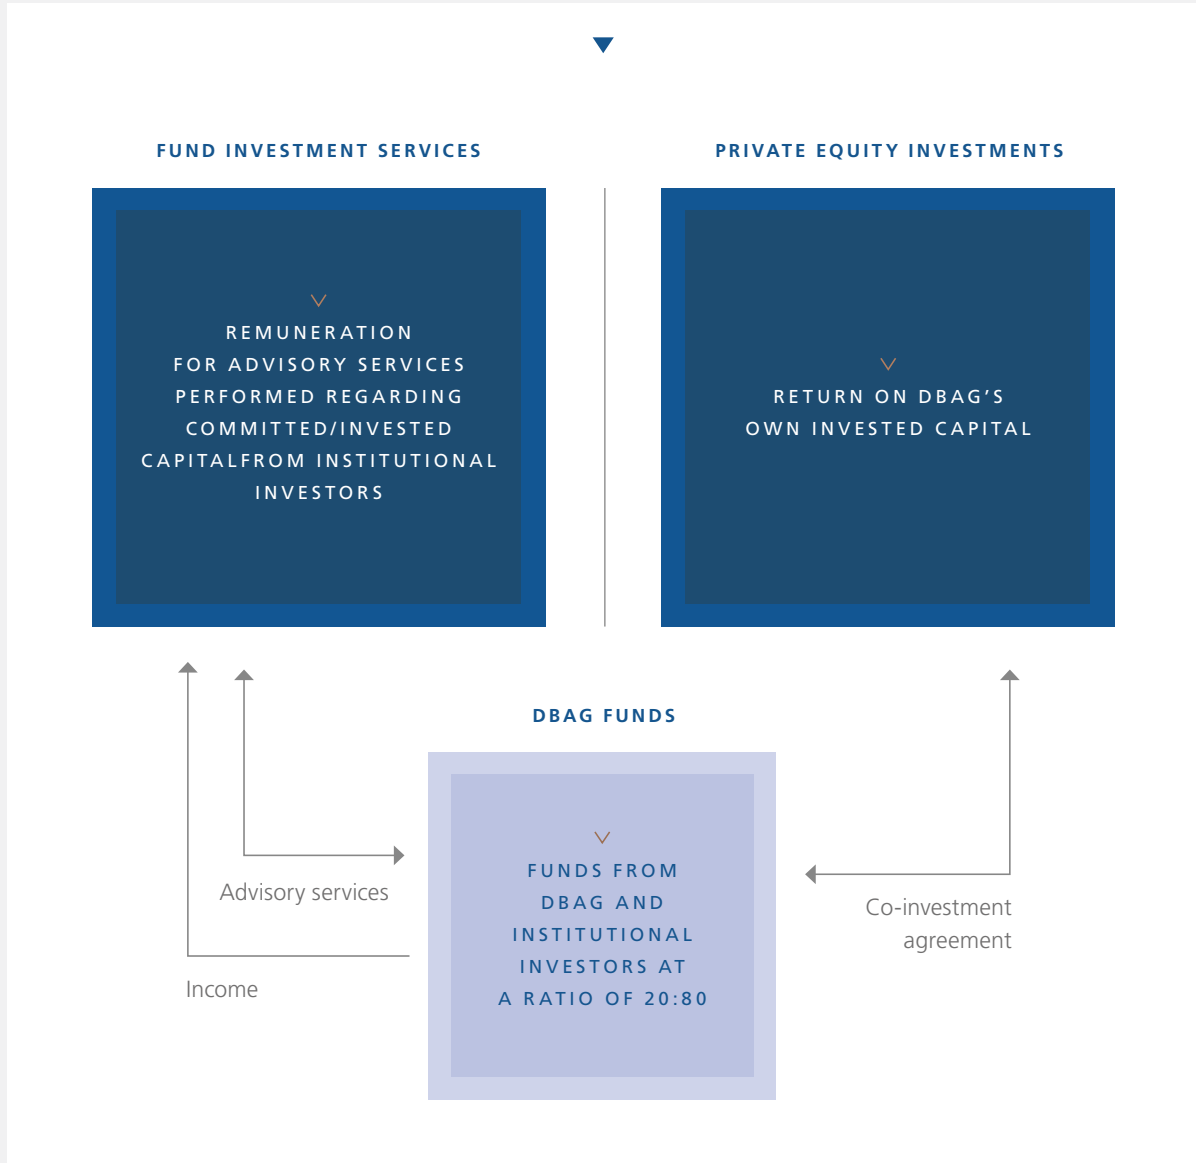 FUND INVESTMENT SERVICES
REMUNERATION
FOR ADVISORY SERVICES
PERFORMED REGARDING
COMMITTED/INVESTED
CAPITALFROM INSTITUTIONAL
INVESTORS
PRIVATE EQUITY INVESTMENTS
RETURN ON DBAG’S
OWN INVESTED CAPITAL
DBAG FUNDS
FUNDS FROM
DBAG AND
INSTITUTIONAL
INVESTORS AT
A RATIO OF 20:80
Advisory services
Income
Co-investment
agreement